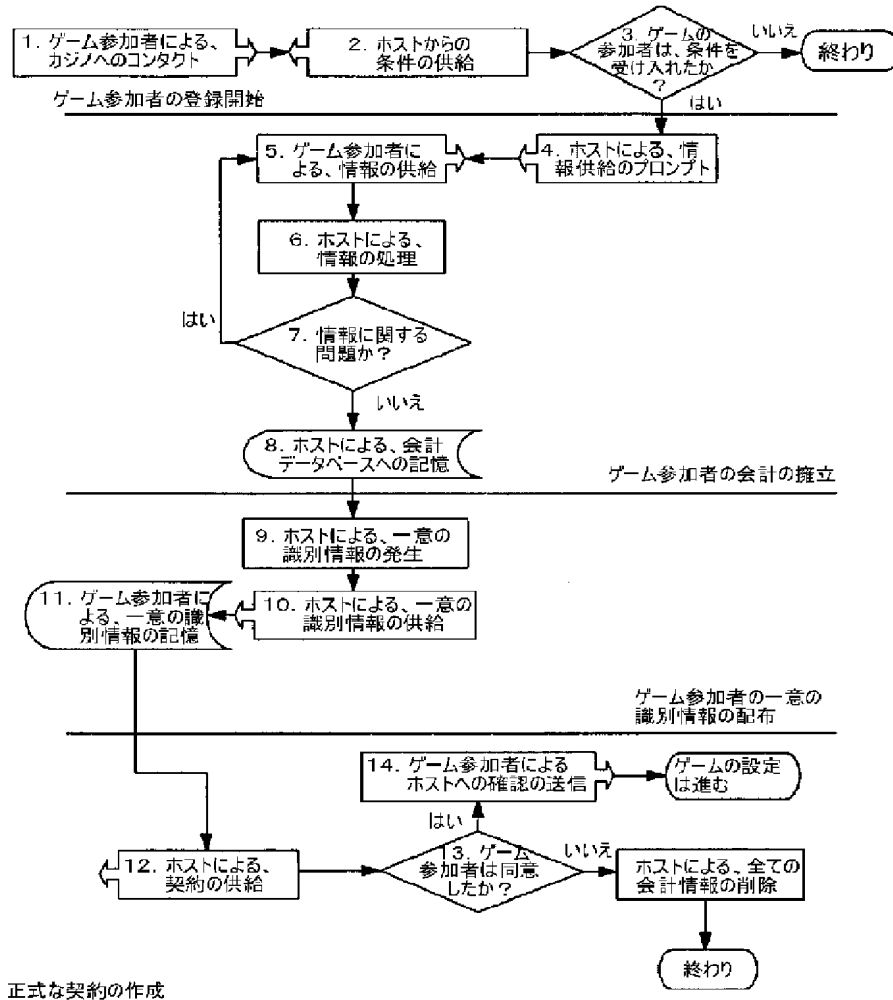 1. ゲーム参加者による、
カジノへのコンタクト
2. ホストからの
条件の供給
3. ゲームの
参加者は、条件を
受け入れたか
?
いいえ
終わり
はい
ゲーム参加者の登録開始
4. ホストによる、情
報供給のプロンプト
5. ゲーム参加者に
よる、情報の供給
6. ホストによる、
情報の処理
7. 情報に関する
問題か?
はい
いいえ
8. ホストによる、会計
データベースへの記憶
ゲーム参加者の会計の擁立
9. ホストによる、一意の
識別情報の発生
10. ホストによる、一意の
識別情報の供給
11. ゲーム参加者に
よる、一意の識
別情報の記憶
ゲーム参加者の一意の
識別情報の配布
12. ホストによる、
契約の供給
13. ゲーム
参加者は同意
したか?
はい
14. ゲーム参加者による
ホストへの確認の送信
ゲームの設定
は進む
いいえ
ホストによる、全ての
会計情報の削除
終わり
正式な契約の作成